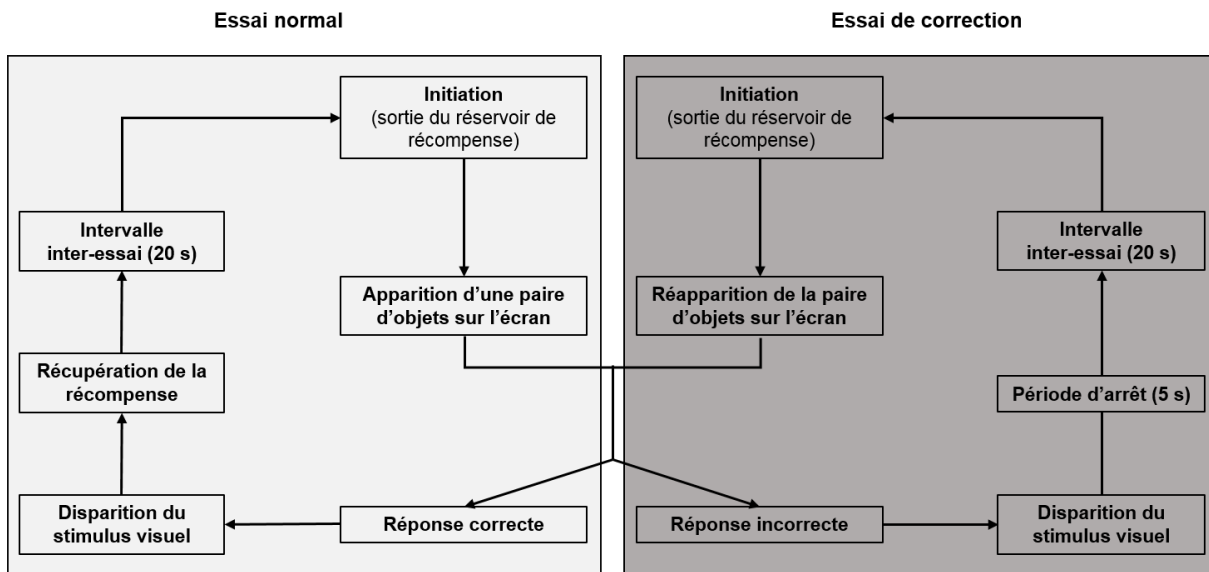 Essai normal
Essai de correction
Initiation
(sortie du réservoir de
récompense)
Initiation
(sortie du réservoir de
récompense)
Intervalle
inter-essai (20 s)
Apparition d’une paire
d’objets sur l’écran
Réapparition de la paire
d’objets sur l’écran
Intervalle
inter-essai (20 s)
Récupération de la
récompense
Période d’arrêt (5 s)
Disparition du
stimulus visuel
Réponse correcte
Réponse incorrecte
Disparition du
stimulus visuel